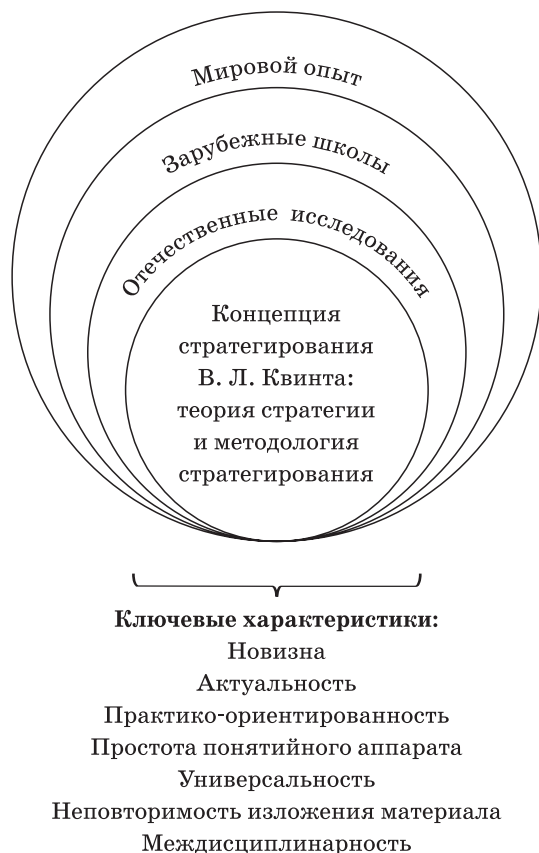 Мировой опыт
Зарубежные школы
Отечественные исследования
Концепция
стратегирования
В. Л. Квинта:
теория стратегии
и методология
стратегирования
Ключевые характеристики:
Новизна
Актуальность
Практико-ориентированность
Простота понятийного аппарата
Универсальность
Неповторимость изложения материала
Междисциплинарность